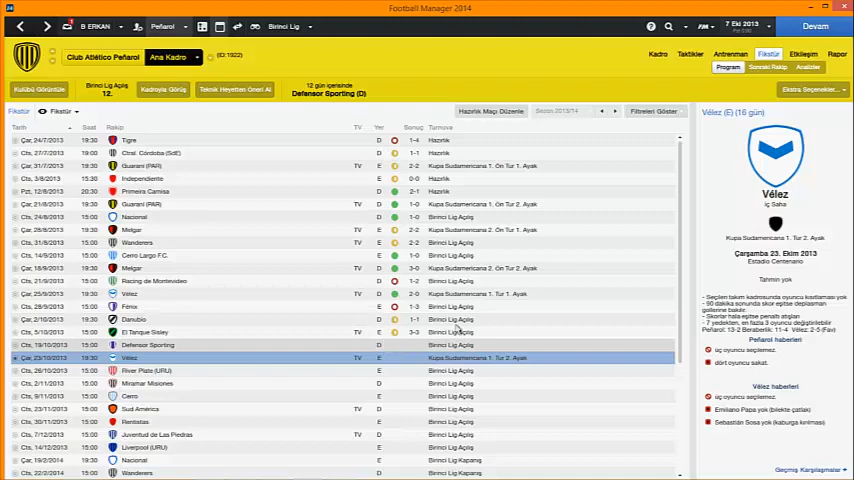 Football Manager 2014
B ERKAN
Peñarol
Birinci Lig
7 Eki 2013
Devam
Club Atlético Peñarol
Ana Kadro
(ID:1922)
Kadro Taktikler Antrenman Fikstür Etkileşim Rapor
Program Sonraki Rakip Analizler
Kulübü Görüntüle
Birinci Lig Açılış
12.
Kadroyla Görüş
Teknik Heyetten Öneri Al
12 gün içerisinde
Defensor Sporting (D)
Ekstra Seçenekler...
Fikstür Fikstür Hazırlık Maçı Düzenle Sezon 2013/14 Filtreleri Göster
Tarih Saat Rakip TV Yer Sonuç Turnuva
Çar, 24/7/2013 19:30 Tigre D 1-4 Hazırlık
Cts, 27/7/2013 19:00 Ctral. Córdoba (SdE) D 1-1 Hazırlık
Çar, 31/7/2013 19:30 Guaraní (PAR) TV E 2-2 Kupa Sudamericana 1. Ön Tur 1. Ayak
Cts, 3/8/2013 15:30 Independiente E 0-0 Hazırlık
Pzt, 12/8/2013 20:30 Primera Camisa D 2-1 Hazırlık
Çar, 21/8/2013 19:30 Guaraní (PAR) TV D 1-0 Kupa Sudamericana 1. Ön Tur 2. Ayak
Cts, 24/8/2013 15:00 Nacional D 1-0 Birinci Lig Açılış
Çar, 28/8/2013 19:30 Melgar TV D 2-2 Kupa Sudamericana 2. Ön Tur 1. Ayak
Cts, 31/8/2013 15:00 Wanderers TV E 2-2 Birinci Lig Açılış
Cts, 14/9/2013 15:00 Cerro Largo F.C. E 1-0 Birinci Lig Açılış
Çar, 18/9/2013 19:30 Melgar TV E 3-0 Kupa Sudamericana 2. Ön Tur 2. Ayak
Cts, 21/9/2013 15:00 Racing de Montevideo D 1-2 Birinci Lig Açılış
Çar, 25/9/2013 19:30 Vélez TV D 2-0 Kupa Sudamericana 1. Tur 1. Ayak
Cts, 28/9/2013 15:00 Fénix E 1-3 Birinci Lig Açılış
Çar, 2/10/2013 15:00 Danubio D 1-1 Birinci Lig Açılış
Cts, 5/10/2013 15:00 El Tanque Sisley TV E 3-3 Birinci Lig Açılış
Cts, 19/10/2013 15:00 Defensor Sporting D Birinci Lig Açılış
Çar, 23/10/2013 19:30 Vélez TV E Kupa Sudamericana 1. Tur 2. Ayak
Cts, 26/10/2013 15:00 River Plate (URU) E Birinci Lig Açılış
Cts, 2/11/2013 15:00 Miramar Misiones D Birinci Lig Açılış
Cts, 9/11/2013 15:00 Cerro E Birinci Lig Açılış
Cts, 23/11/2013 15:00 Sud América TV D Birinci Lig Açılış
Cts, 30/11/2013 15:00 Rentistas E Birinci Lig Açılış
Cts, 7/12/2013 15:00 Juventud de Las Piedras TV D Birinci Lig Açılış
Cts, 14/12/2013 15:00 Liverpool (URU) E Birinci Lig Açılış
Cts, 19/2/2014 19:30 Nacional E Birinci Lig Kapanış
Cts, 22/2/2014 15:00 Wanderers D Birinci Lig Kapanış
Vélez (E) (16 gün)
Vélez
İç Saha
Kupa Sudamericana 1. Tur 2. Ayak
Çarşamba 23. Ekim 2013
Estadio Centenario
Tahmin yok
- Seçilen takım kadrosunda oyuncu kısıtlaması yok
- 90 dakika sonunda skor eşitse deplasman
gollerine bakılır.
- Skorlar hala eşitse penaltı atışları
- 7 yedekten, en fazla 3 oyuncu değiştirilebilir
Peñarol: 13-2 Beraberlik: 11-4 Vélez: 2-5 (Fav)
Peñarol haberleri
üç oyuncu seçilemez.
dört oyuncu sakat.
Vélez haberleri
üç oyuncu seçilemez.
Emiliano Papa yok (bilekte çatlak)
Sebastián Sosa yok (kaburga kırılması)
Geçmiş Karşılaşmalar